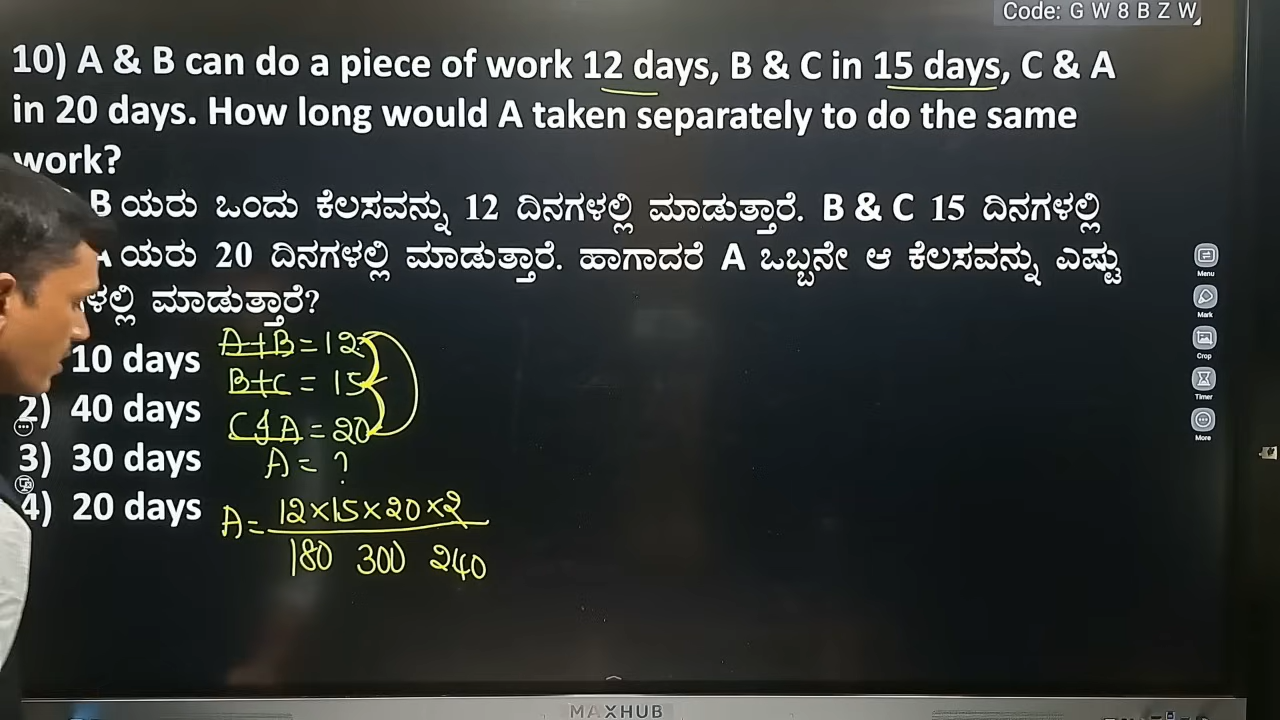 Code: G W 8 B Z W
10) A & B can do a piece of work 12 days, B & C in 15 days, C & A
in 20 days. How long would A taken separately to do the same
work?
B ಯರು ಒಂದು ಕೆಲಸವನ್ನು 12 ದಿನಗಳಲ್ಲಿ ಮಾಡುತ್ತಾರೆ. B & C 15 ದಿನಗಳಲ್ಲಿ
A ಯರು 20 ದಿನಗಳಲ್ಲಿ ಮಾಡುತ್ತಾರೆ. ಹಾಗಾದರೆ A ಒಬ್ಬನೇ ಆ ಕೆಲಸವನ್ನು ಎಷ್ಟು
ಳಲ್ಲಿ ಮಾಡುತ್ತಾರೆ?
10 days
2) 40 days
3) 30 days
4) 20 days
A+B = 12
B+C = 15
C&A = 20
A = ?
A = 12×15×20×2
180 300 240
Menu
Mark
Crop
Timer
More
MAXHUB